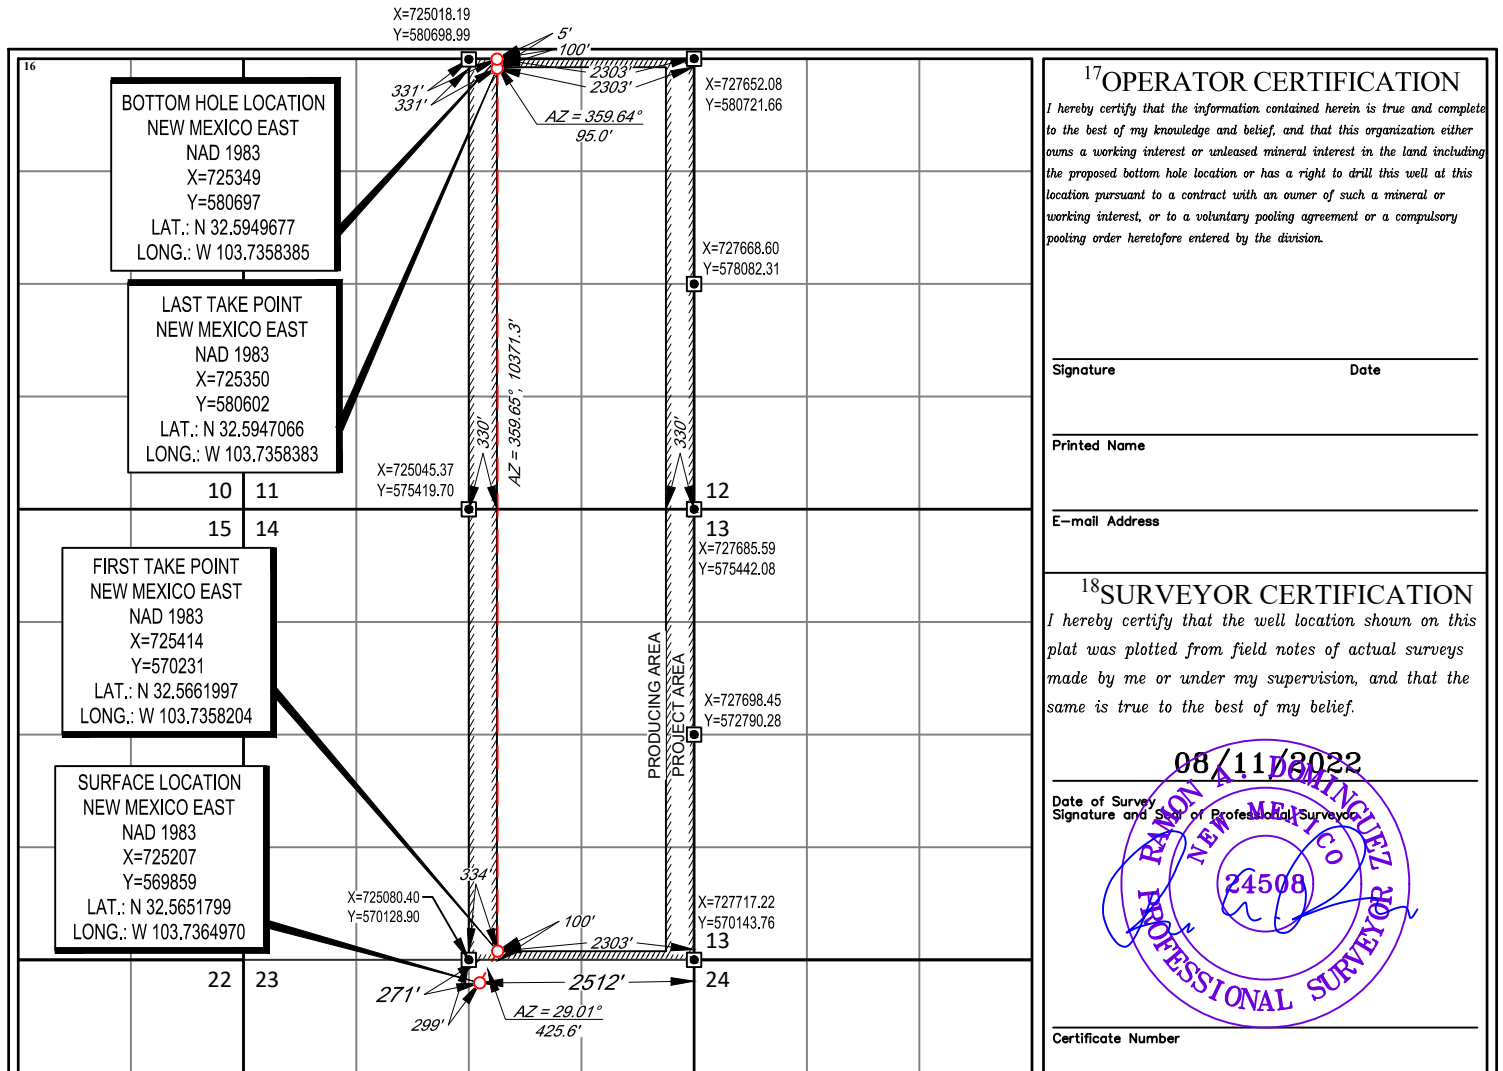 X=725018.19
Y=580698.99
5'
100'
16
331'
331'
2303'
2303'
AZ = 359.64°
95.0'
X=727652.08
Y=580721.66
BOTTOM HOLE LOCATION
NEW MEXICO EAST
NAD 1983
X=725349
Y=580697
LAT.: N 32.5949677
LONG.: W 103.7358385
X=727668.60
Y=578082.31
LAST TAKE POINT
NEW MEXICO EAST
NAD 1983
X=725350
Y=580602
LAT.: N 32.5947066
LONG.: W 103.7358383
AZ = 359.65°, 10371.3'
330'
330'
X=725045.37
Y=575419.70
10 11
12
15 14
13
X=727685.59
Y=575442.08
FIRST TAKE POINT
NEW MEXICO EAST
NAD 1983
X=725414
Y=570231
LAT.: N 32.5661997
LONG.: W 103.7358204
PRODUCING AREA
PROJECT AREA
X=727698.45
Y=572790.28
SURFACE LOCATION
NEW MEXICO EAST
NAD 1983
X=725207
Y=569859
LAT.: N 32.5651799
LONG.: W 103.7364970
334'
X=725080.40
Y=570128.90
100'
2303'
X=727717.22
Y=570143.76
13
22 23
24
271'
2512'
299'
AZ = 29.01°
425.6'
17 OPERATOR CERTIFICATION
I hereby certify that the information contained herein is true and complete
to the best of my knowledge and belief, and that this organization either
owns a working interest or unleased mineral interest in the land including
the proposed bottom hole location or has a right to drill this well at this
location pursuant to a contract with an owner of such a mineral or
working interest, or to a voluntary pooling agreement or a compulsory
pooling order heretofore entered by the division.
Signature Date
Printed Name
E-mail Address
18 SURVEYOR CERTIFICATION
I hereby certify that the well location shown on this
plat was plotted from field notes of actual surveys
made by me or under my supervision, and that the
same is true to the best of my belief.
08/11/2022
Date of Survey
Signature and Seal of Professional Surveyor
RAMON A. DOMINGUEZ
NEW MEXICO
24508
PROFESSIONAL SURVEYOR
Certificate Number